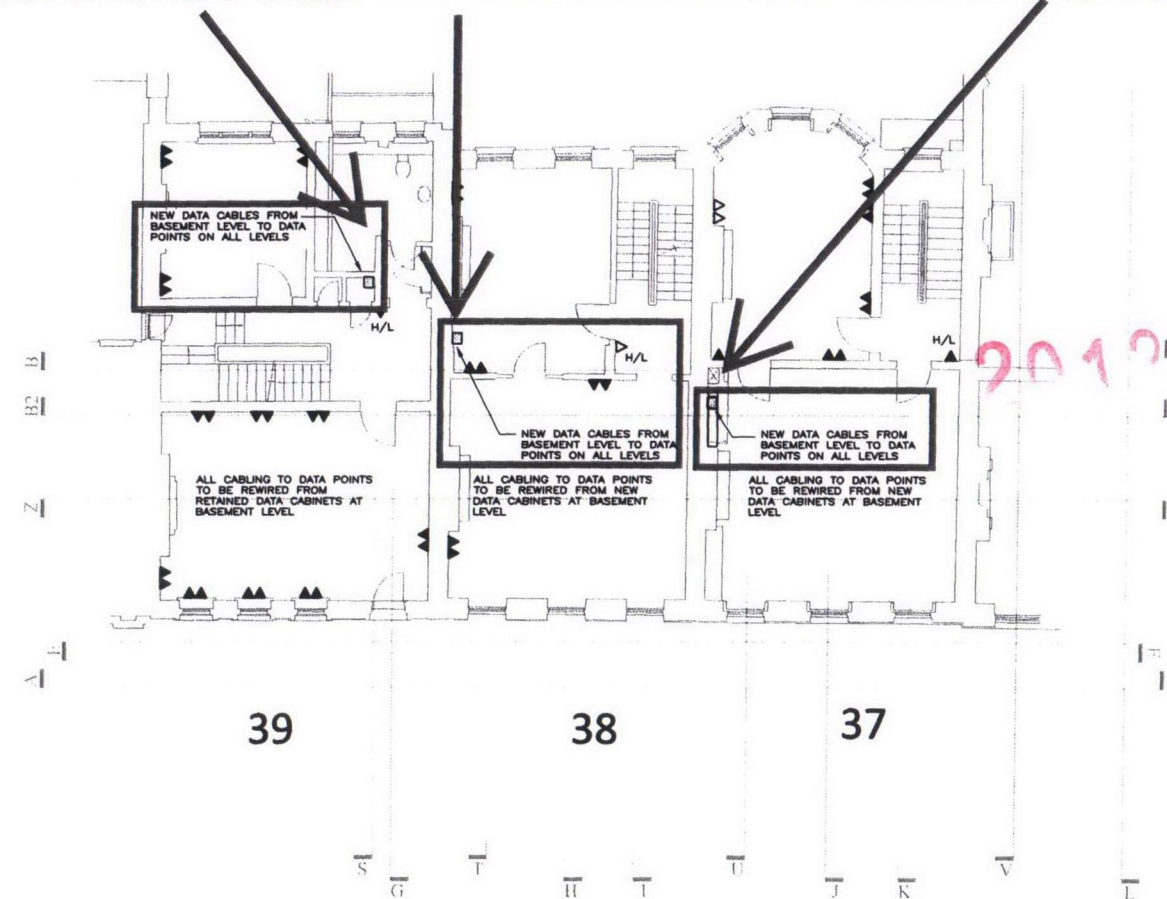 NEW DATA CABLES FROM
BASEMENT LEVEL TO DATA
POINTS ON ALL LEVELS
H/L
H/L
H/L
B
B2
Z
NEW DATA CABLES FROM
BASEMENT LEVEL TO DATA
POINTS ON ALL LEVELS
NEW DATA CABLES FROM
BASEMENT LEVEL TO DATA
POINTS ON ALL LEVELS
ALL CABLING TO DATA POINTS
TO BE REWIRED FROM
RETAINED DATA CABINETS AT
BASEMENT LEVEL
ALL CABLING TO DATA POINTS
TO BE REWIRED FROM NEW
DATA CABINETS AT BASEMENT
LEVEL
ALL CABLING TO DATA POINTS
TO BE REWIRED FROM NEW
DATA CABINETS AT BASEMENT
LEVEL
A
39
38
37
S
G
T
H
I
U
J
K
V
L